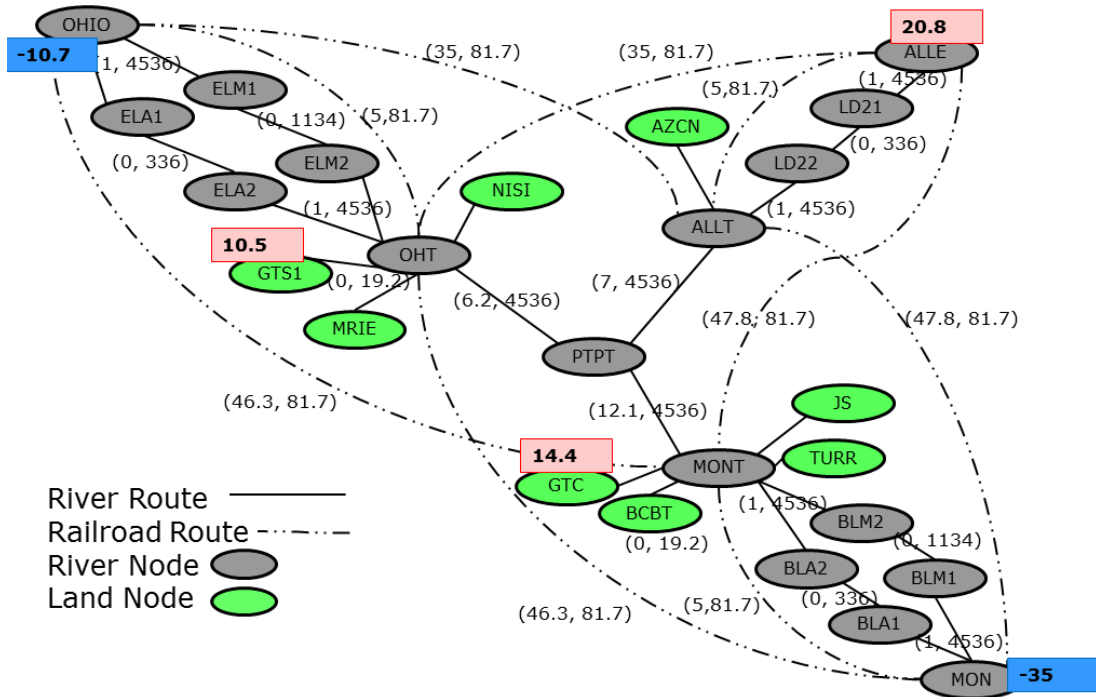 OHIO
20.8
ALLE
-10.7
(35, 81.7)
(35, 81.7)
(1, 4536)
(1, 4536)
ELM1
(5,81.7)
LD21
ELA1
(5,81.7)
AZCN
(0, 1134)
(0, 336)
(0, 336)
ELM2
LD22
ELA2
NISI
(1, 4536)
(1, 4536)
ALLT
10.5
OHT
GTS1
(0, 19.2)
(7, 4536)
(6.2, 4536)
MRIE
(47.8, 81.7)
(47.8, 81.7)
PTPT
(46.3, 81.7)
(12.1, 4536)
JS
14.4
MONT
TURR
GTC
River Route
(1, 4536)
BCBT
BLM2
Railroad Route
(0, 19.2)
(0, 1134)
River Node
BLA2
BLM1
Land Node
(0, 336)
(46.3, 81.7)
(5,81.7)
BLA1
(1, 4536)
MON
-35